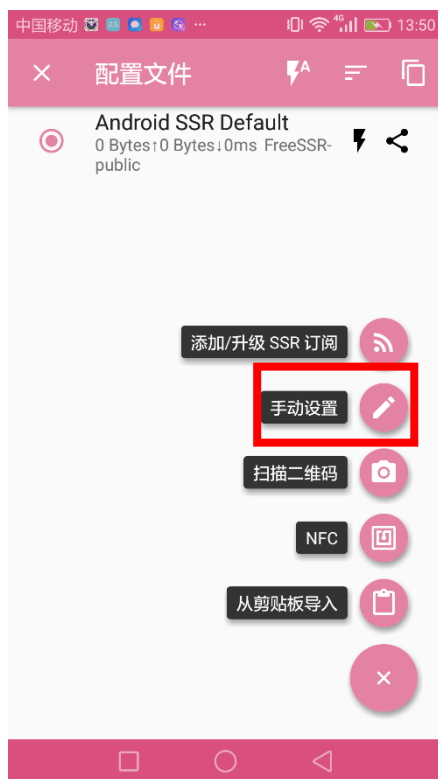 中国移动 4G 13:50
配置文件 A
Android SSR Default
0 Bytes↑0 Bytes↓0ms FreeSSR-
public
添加/升级 SSR 订阅
手动设置
扫描二维码
NFC
从剪贴板导入